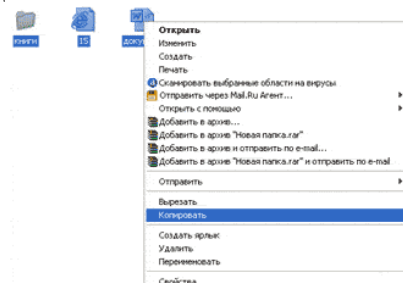 книги
15
докум
Открыть
Изменить
Создать
Печать
Сканировать выбранные области на вирусы
Отправить через Mail.Ru Агент...
Открыть с помощью
Добавить в архив...
Добавить в архив "Новая папка.rar"
Добавить в архив и отправить по e-mail...
Добавить в архив "Новая папка.rar" и отправить по e-mail
Отправить
Вырезать
Копировать
Создать ярлык
Удалить
Переименовать
Свойства